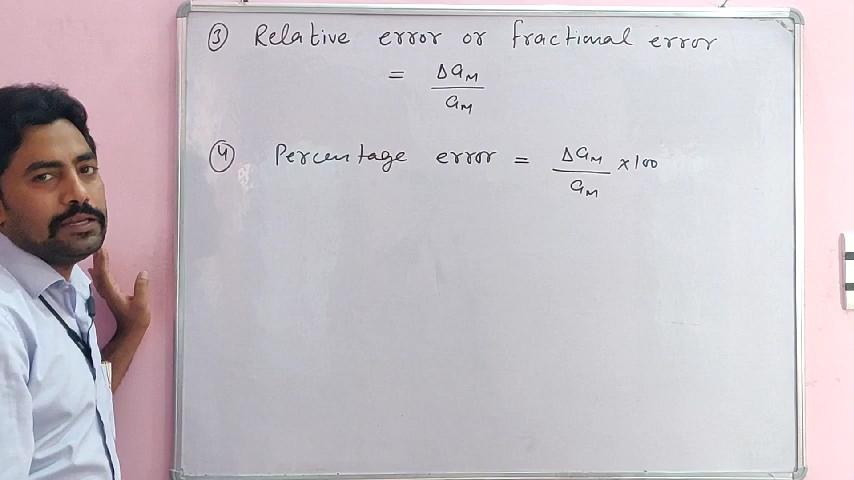 ③ Relative error or fractional error
= Δa_M / a_M
④ Percentage error = Δa_M / a_M × 100